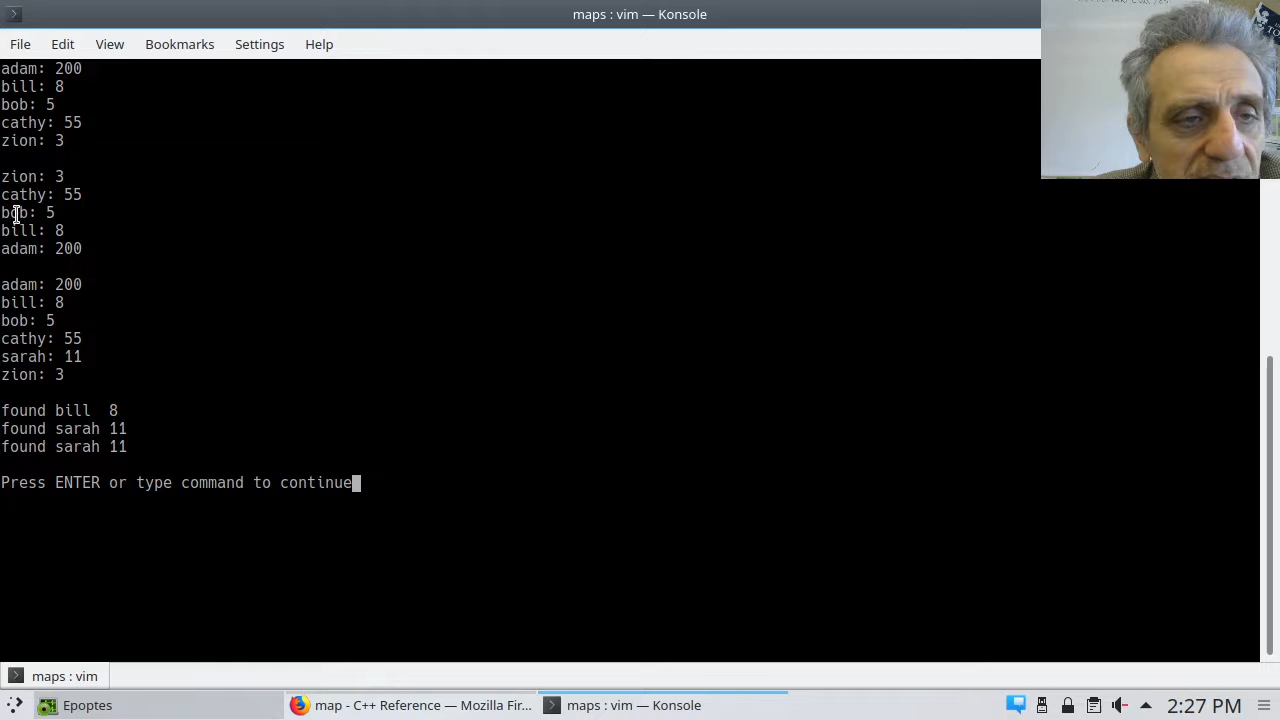 maps : vim — Konsole
File Edit View Bookmarks Settings Help
adam: 200
bill: 8
bob: 5
cathy: 55
zion: 3
zion: 3
cathy: 55
bob: 5
bill: 8
adam: 200
adam: 200
bill: 8
bob: 5
cathy: 55
sarah: 11
zion: 3
found bill  8
found sarah 11
found sarah 11
Press ENTER or type command to continue
maps : vim
Epoptes
map - C++ Reference — Mozilla Fir...
maps : vim — Konsole
2:27 PM